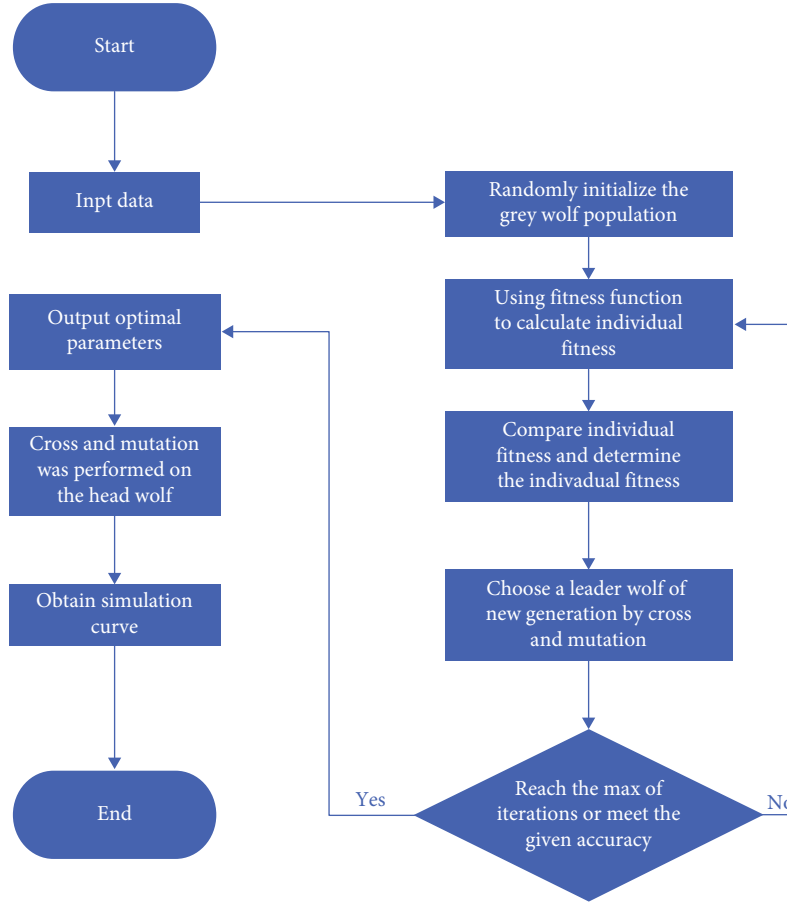 Start
Inpt data
Randomly initialize the
grey wolf population
Using fitness function
to calculate individual
fitness
Compare individual
fitness and determine
the indivadual fitness
Choose a leader wolf of
new generation by cross
and mutation
Reach the max of
iterations or meet the
given accuracy
Yes
No
Output optimal
parameters
Cross and mutation
was performed on
the head wolf
Obtain simulation
curve
End